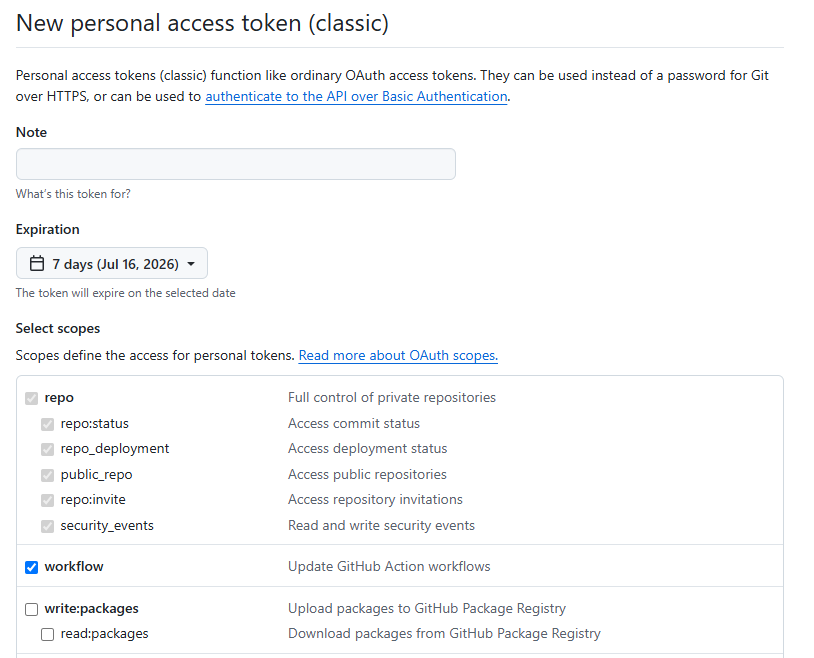 New personal access token (classic)
Personal access tokens (classic) function like ordinary OAuth access tokens. They can be used instead of a password for Git
over HTTPS, or can be used to authenticate to the API over Basic Authentication.
Note
What's this token for?
Expiration
7 days (Jul 16, 2026)
The token will expire on the selected date
Select scopes
Scopes define the access for personal tokens. Read more about OAuth scopes.
repo Full control of private repositories
repo:status Access commit status
repo_deployment Access deployment status
public_repo Access public repositories
repo:invite Access repository invitations
security_events Read and write security events
workflow Update GitHub Action workflows
write:packages Upload packages to GitHub Package Registry
read:packages Download packages from GitHub Package Registry